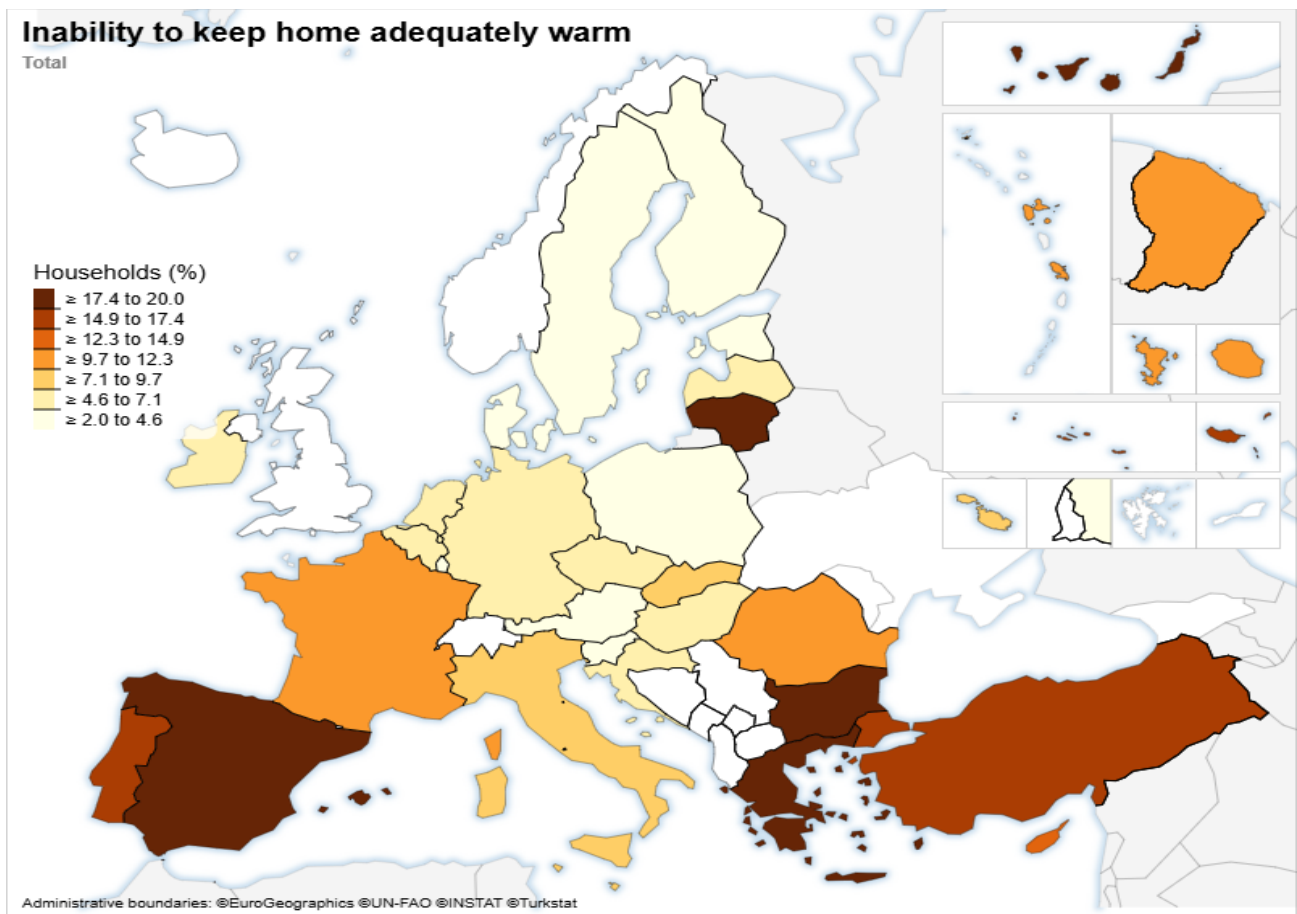 Inability to keep home adequately warm
Total
Households (%)
≥ 17.4 to 20.0
≥ 14.9 to 17.4
≥ 12.3 to 14.9
≥ 9.7 to 12.3
≥ 7.1 to 9.7
≥ 4.6 to 7.1
≥ 2.0 to 4.6
Administrative boundaries: ©EuroGeographics ©UN-FAO ©INSTAT ©Turkstat